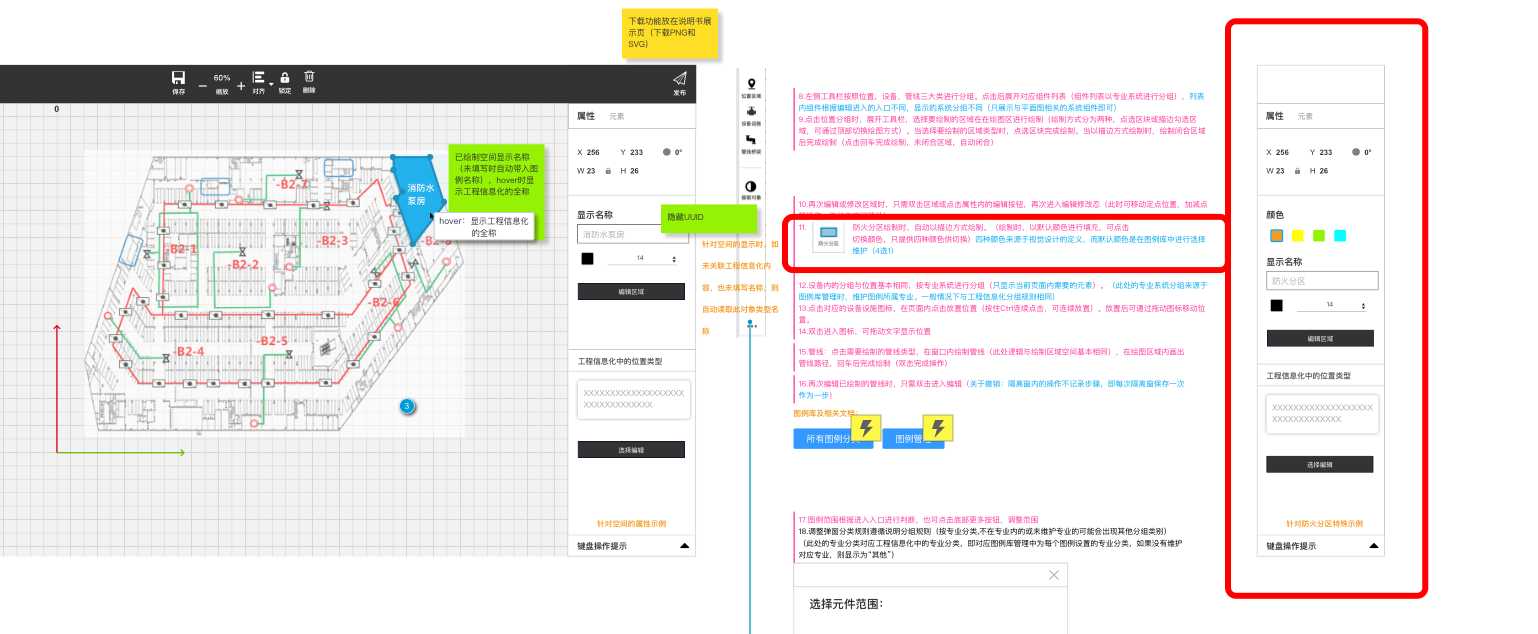 下载功能放在说明书展
示页（下载PNG和
SVG）
保存
60%
缩放
对齐
锁定
删除
发布
0
属性
元素
X 256
Y 233
0°
W 23
H 26
显示名称
消防水泵房
14
编辑区域
工程信息化中的位置类型
XXXXXXXXXXXXXXXXXXX
XXXXXXXXXXXXX
选择编辑
针对空间的属性示例
键盘操作提示
已绘制空间显示名称
（未填写时自动带入图
例名称），hover时显
示工程信息化的全称
消防水
泵房
hover：显示工程信息化
的全称
-B2-7
-B2-1
-B2-3
-B2-2
-B2-6
-B2-5
-B2-4
3
隐藏UUID
针对空间的显示时，如
未关联工程信息化内
容，也未填写名称，则
自动读取此对象类型名
称
位置区域
设备设施
管线桥架
框取对象
8.左侧工具栏按照位置，设备，管线三大类进行分组。点击后展开对应组件列表（组件列表以专业系统进行分组），列表
内组件根据编辑进入的入口不同，显示的系统分组不同（只展示与平面图相关的系统组件即可）
9.点击位置分组时，展开工具栏，选择要绘制的区域在在绘图区进行绘制（绘制方式分为两种，点选区块或描边勾选区
域，可通过顶部切换绘图方式）。当选择要绘制的区域类型时，点选区块完成绘制。当以描边方式绘制时，绘制闭合区域
后完成绘制（点击回车完成绘制，未闭合区域，自动闭合）
10.再次编辑或修改区域时，只需双击区域或点击属性内的编辑按钮，再次进入编辑修改态（此时可移动定点位置，加减点
11.
防火分区
防火分区绘制时，自动以描边方式绘制。（绘制时，以默认颜色进行填充，可点击
切换颜色，只提供四种颜色供切换）四种颜色来源于视觉设计的定义，而默认颜色是在图例库中进行选择
维护（4选1）
12.设备内的分组与位置基本相同，按专业系统进行分组（只显示当前页面内需要的元素）。（此处的专业系统分组来源于
图例库管理时，维护图例所属专业。一般情况下与工程信息化分组规则相同）
13.点击对应的设备设施图标，在页面内点击放置位置（按住Ctrl连续点击，可连续放置）。放置后可通过拖动图标移动位
置。
14.双击进入图标，可拖动文字显示位置
15.管线：点击需要绘制的管线类型，在窗口内绘制管线（此处逻辑与绘制区域空间基本相同），在绘图区域内画出
管线路径，回车后完成绘制（双击完成操作）
16.再次编辑已绘制的管线时，只需双击进入编辑（关于撤销：隔离窗内的操作不记录步骤，即每次隔离窗保存一次
作为一步）
图例库及相关文档：
所有图例分
图例管
17.图例范围根据进入入口进行判断，也可点击底部更多按钮，调整范围
18.调整弹窗分类规则遵循说明分组规则（按专业分类,不在专业内的或未维护专业的可能会出现其他分组类别）
（此处的专业分类对应工程信息化中的专业分类，即对应图例库管理中为每个图例设置的专业分类，如果没有维护
对应专业，则显示为“其他”）
选择元件范围：
属性
元素
X 256
Y 233
0°
W 23
H 26
颜色
显示名称
防火分区
14
编辑区域
工程信息化中的位置类型
XXXXXXXXXXXXXXXXXXX
XXXXXXXXXXXXX
选择编辑
针对防火分区特殊示例
键盘操作提示